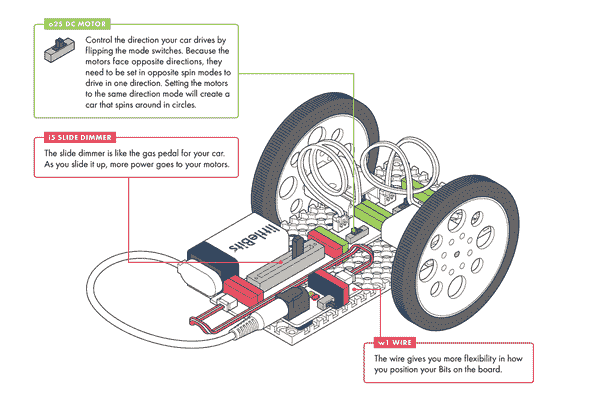 o25 DC MOTOR
Control the direction your car drives by
flipping the mode switches. Because the
motors face opposite directions, they
need to be set in opposite spin modes to
drive in one direction. Setting the motors
to the same direction mode will create a
car that spins around in circles.
i5 SLIDE DIMMER
The slide dimmer is like the gas pedal for your car.
As you slide it up, more power goes to your motors.
littleBits
w1 WIRE
The wire gives you more flexibility in how
you position your Bits on the board.